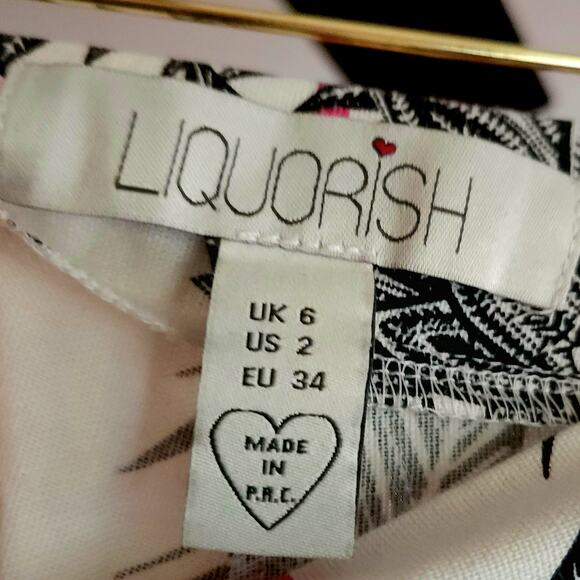 LIQUORiSH
UK 6
US 2
EU 34
MADE
IN
P.R.C.